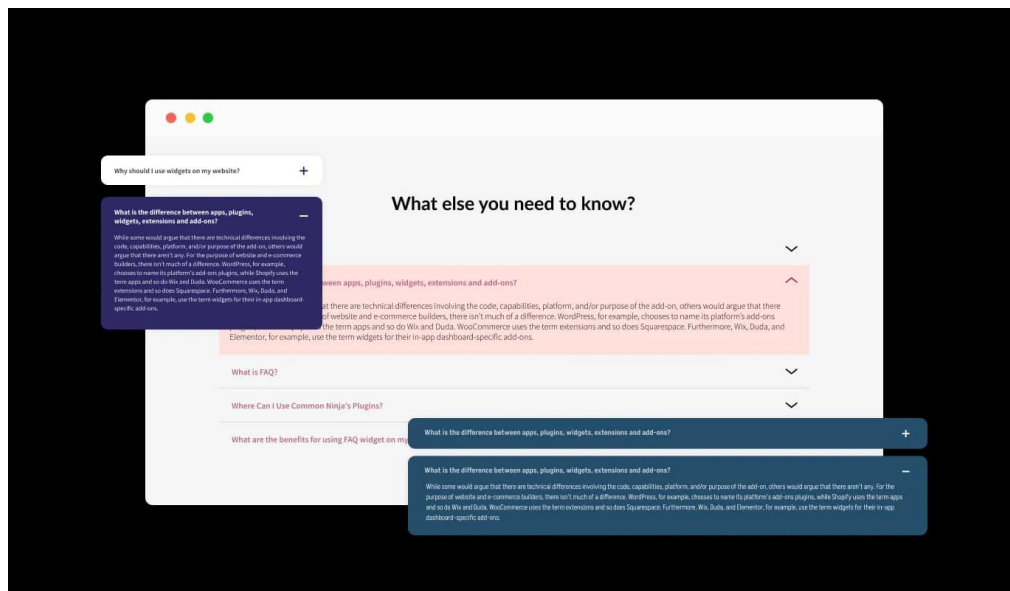 Why should I use widgets on my website?
What is the difference between apps, plugins,
widgets, extensions and add-ons?
While some would argue that there are technical differences involving the
code, capabilities, platform, and/or purpose of the add-on, others would
argue that there aren't any. For the purpose of website and e-commerce
builders, there isn't much of a difference. WordPress, for example,
chooses to name its platform's add-ons plugins, while Shopify uses the
term apps and so do Wix and Duda. WooCommerce uses the term
extensions and so does Squarespace. Furthermore, Wix, Duda, and
Elementor, for example, use the term widgets for their in-app dashboard-
specific add-ons.
What else you need to know?
ween apps, plugins, widgets, extensions and add-ons?
at there are technical differences involving the code, capabilities, platform, and/or purpose of the add-on, others would argue that there
of website and e-commerce builders, there isn't much of a difference. WordPress, for example, chooses to name its platform's add-ons
the term apps and so do Wix and Duda. WooCommerce uses the term extensions and so does Squarespace. Furthermore, Wix, Duda, and
Elementor, for example, use the term widgets for their in-app dashboard-specific add-ons.
What is FAQ?
Where Can I Use Common Ninja's Plugins?
What are the benefits for using FAQ widget on my
What is the difference between apps, plugins, widgets, extensions and add-ons?
What is the difference between apps, plugins, widgets, extensions and add-ons?
While some would argue that there are technical differences involving the code, capabilities, platform, and/or purpose of the add-on, others would argue that there aren't any. For the
purpose of website and e-commerce builders, there isn't much of a difference. WordPress, for example, chooses to name its platform's add-ons plugins, while Shopify uses the term apps
and so do Wix and Duda. WooCommerce uses the term extensions and so does Squarespace. Furthermore, Wix, Duda, and Elementor, for example, use the term widgets for their in-app
dashboard-specific add-ons.